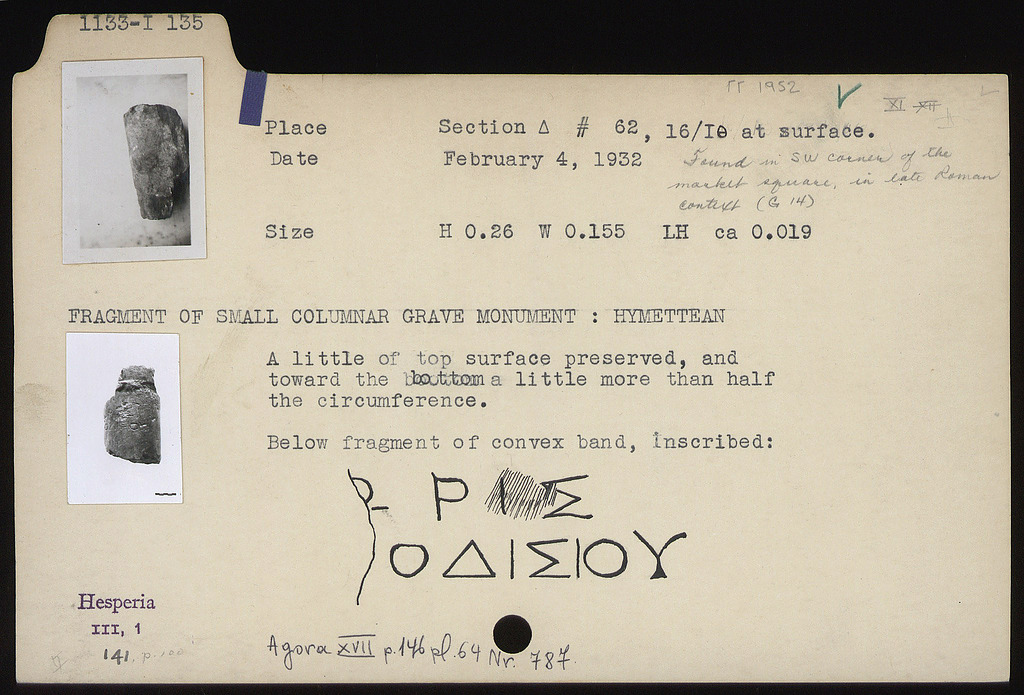 1133-I 135
ΓΓ 1952
XI XII
Place Section Δ # 62, 16/IΘ at surface.
Date February 4, 1932
Found in SW corner of the
market square, in late Roman
context (G 14)
Size H 0.26 W 0.155 LH ca 0.019
FRAGMENT OF SMALL COLUMNAR GRAVE MONUMENT : HYMETTEAN
A little of top surface preserved, and
toward the bottom a little more than half
the circumference.
Below fragment of convex band, inscribed:
ΡΙΣ
ΟΔΙΣΙΟΥ
Hesperia
III, 1
141, p.100
Agora XVII p.146 pl.64 Nr. 787.